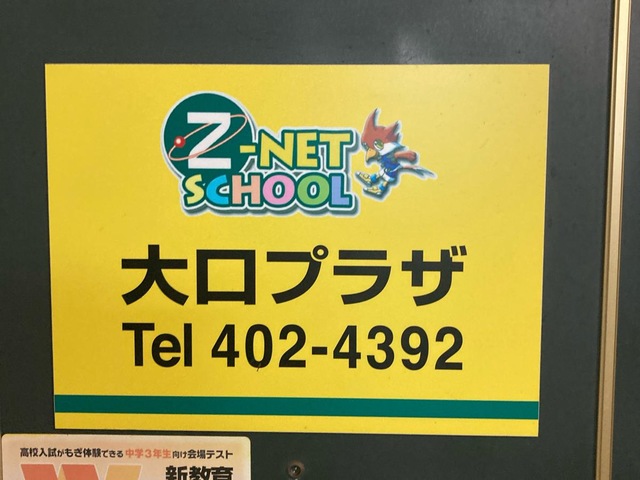 Z-NET
SCHOOL
大口プラザ
Tel 402-4392
高校入試がもぎ体験できる 中学3年生向け会場テスト
新教育